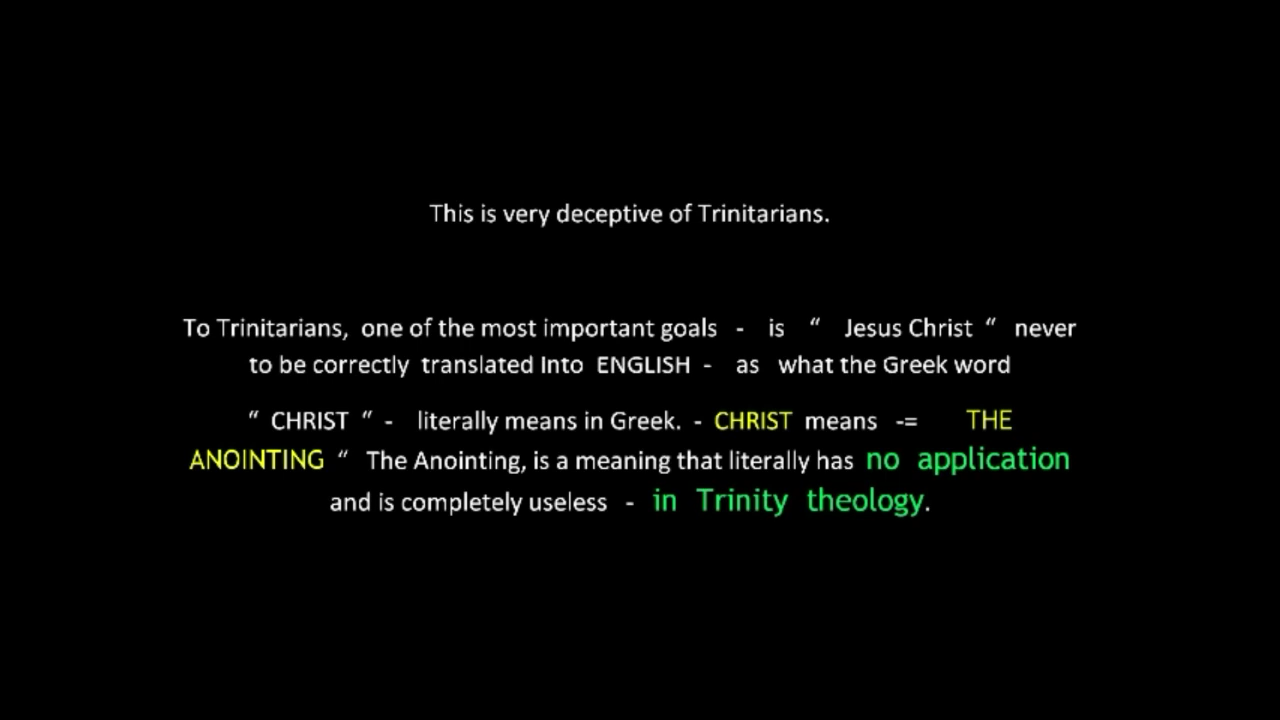 This is very deceptive of Trinitarians.
To Trinitarians, one of the most important goals - is “ Jesus Christ “ never
to be correctly translated Into ENGLISH - as what the Greek word
“ CHRIST “ - literally means in Greek. - CHRIST means -= THE
ANOINTING “ The Anointing, is a meaning that literally has no application
and is completely useless - in Trinity theology.